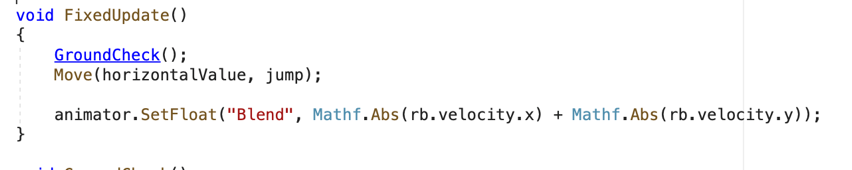 void FixedUpdate()
{
GroundCheck();
Move(horizontalValue, jump);
animator.SetFloat("Blend", Mathf.Abs(rb.velocity.x) + Mathf.Abs(rb.velocity.y));
}